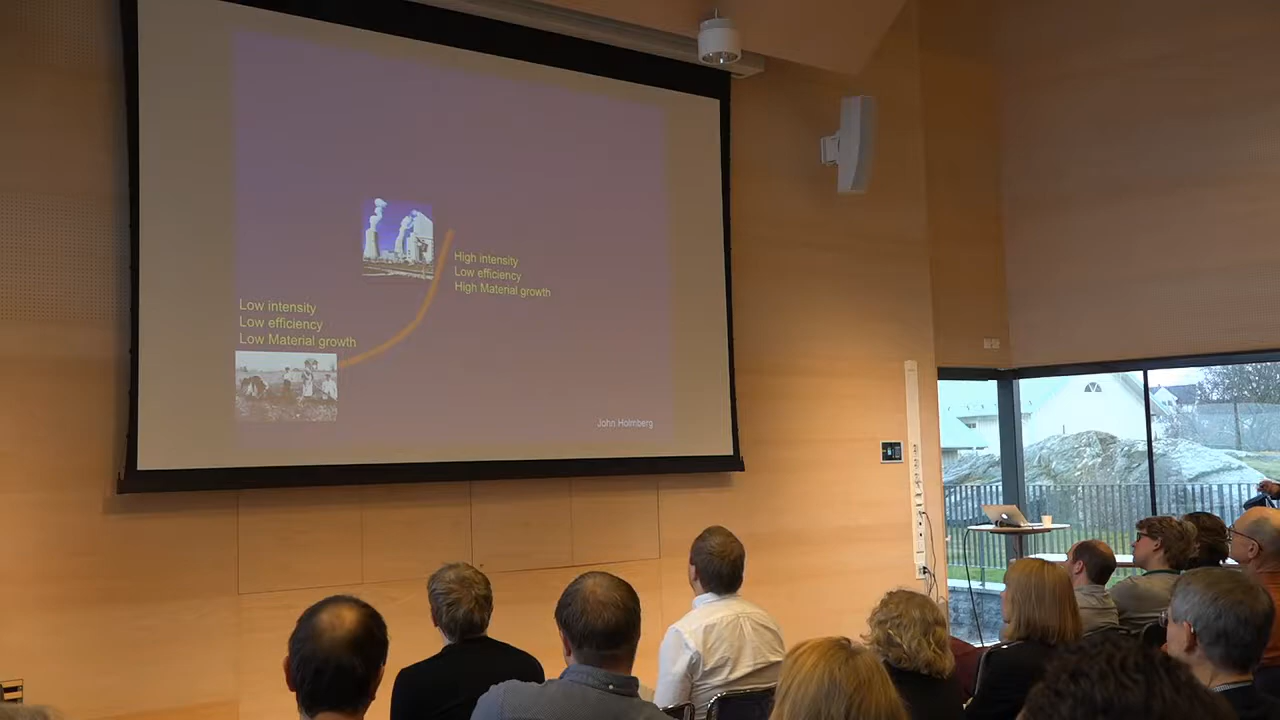 High intensity
Low efficiency
High Material growth
Low intensity
Low efficiency
Low Material growth
John Holmberg